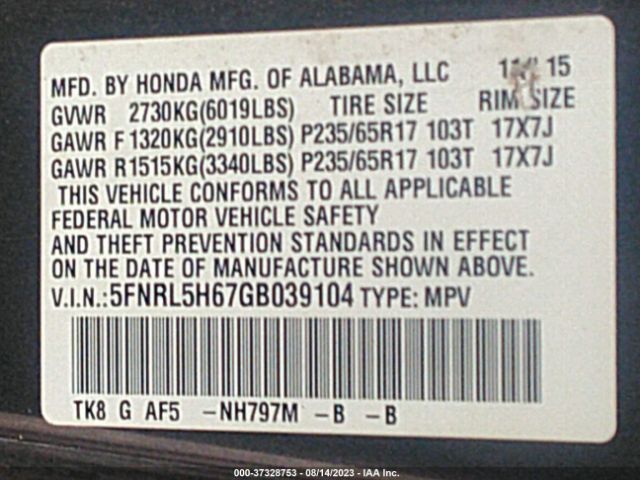 MFD. BY HONDA MFG. OF ALABAMA, LLC 15
GVWR 2730KG(6019LBS) TIRE SIZE RIM SIZE
GAWR F 1320KG(2910LBS) P235/65R17 103T 17X7J
GAWR R1515KG(3340LBS) P235/65R17 103T 17X7J
THIS VEHICLE CONFORMS TO ALL APPLICABLE
FEDERAL MOTOR VEHICLE SAFETY
AND THEFT PREVENTION STANDARDS IN EFFECT
ON THE DATE OF MANUFACTURE SHOWN ABOVE.
V.I.N.:5FNRL5H67GB039104 TYPE: MPV
TK8 G AF5 -NH797M -B -B
000-37328753 - 08/14/2023 - IAA Inc.